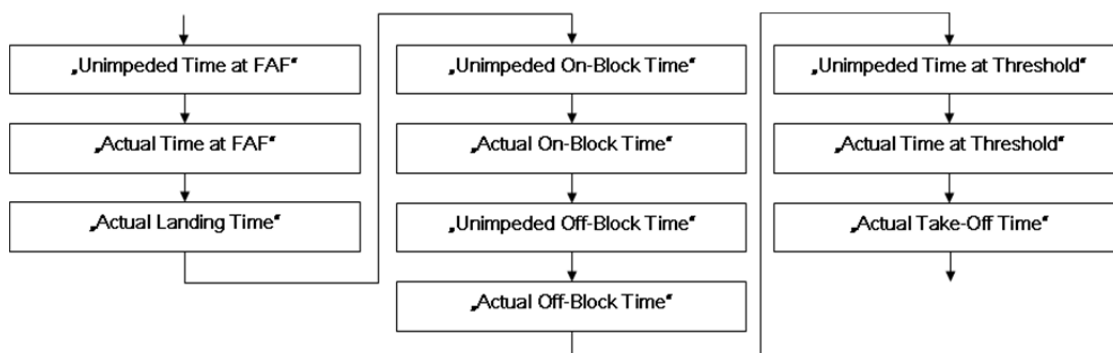 „Unimpeded Time at FAF“
„Actual Time at FAF“
„Actual Landing Time“
„Unimpeded On-Block Time“
„Actual On-Block Time“
„Unimpeded Off-Block Time“
„Actual Off-Block Time“
„Unimpeded Time at Threshold“
„Actual Time at Threshold“
„Actual Take-Off Time“